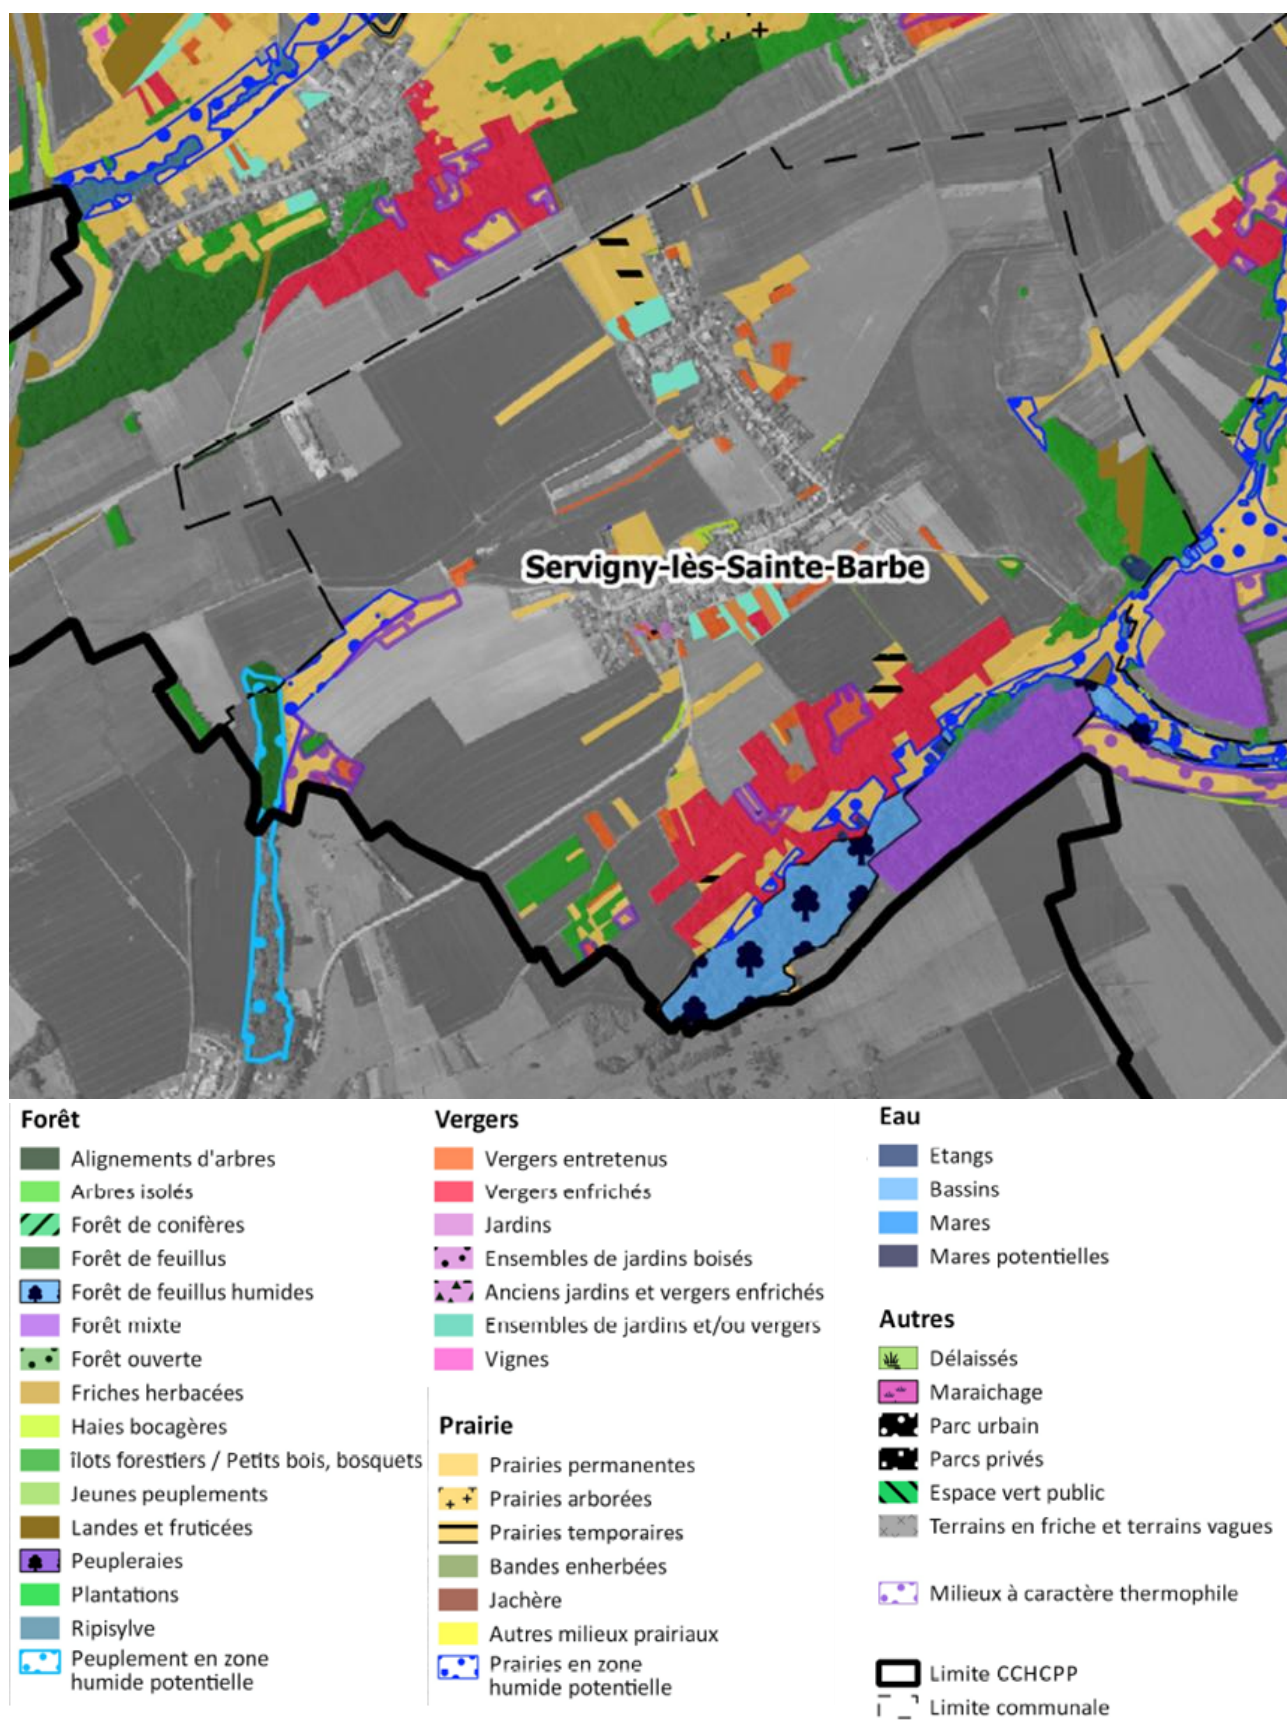 Servigny-lès-Sainte-Barbe
Forêt
Alignements d'arbres
Arbres isolés
Forêt de conifères
Forêt de feuillus
Forêt de feuillus humides
Forêt mixte
Forêt ouverte
Friches herbacées
Haies bocagères
îlots forestiers / Petits bois, bosquets
Jeunes peuplements
Landes et fruticées
Peupleraies
Plantations
Ripisylve
Peuplement en zone
humide potentielle
Vergers
Vergers entretenus
Vergers enfrichés
Jardins
Ensembles de jardins boisés
Anciens jardins et vergers enfrichés
Ensembles de jardins et/ou vergers
Vignes
Prairie
Prairies permanentes
Prairies arborées
Prairies temporaires
Bandes enherbées
Jachère
Autres milieux prairiaux
Prairies en zone
humide potentielle
Eau
Etangs
Bassins
Mares
Mares potentielles
Autres
Délaissés
Maraichage
Parc urbain
Parcs privés
Espace vert public
Terrains en friche et terrains vagues
Milieux à caractère thermophile
Limite CCHCPP
Limite communale